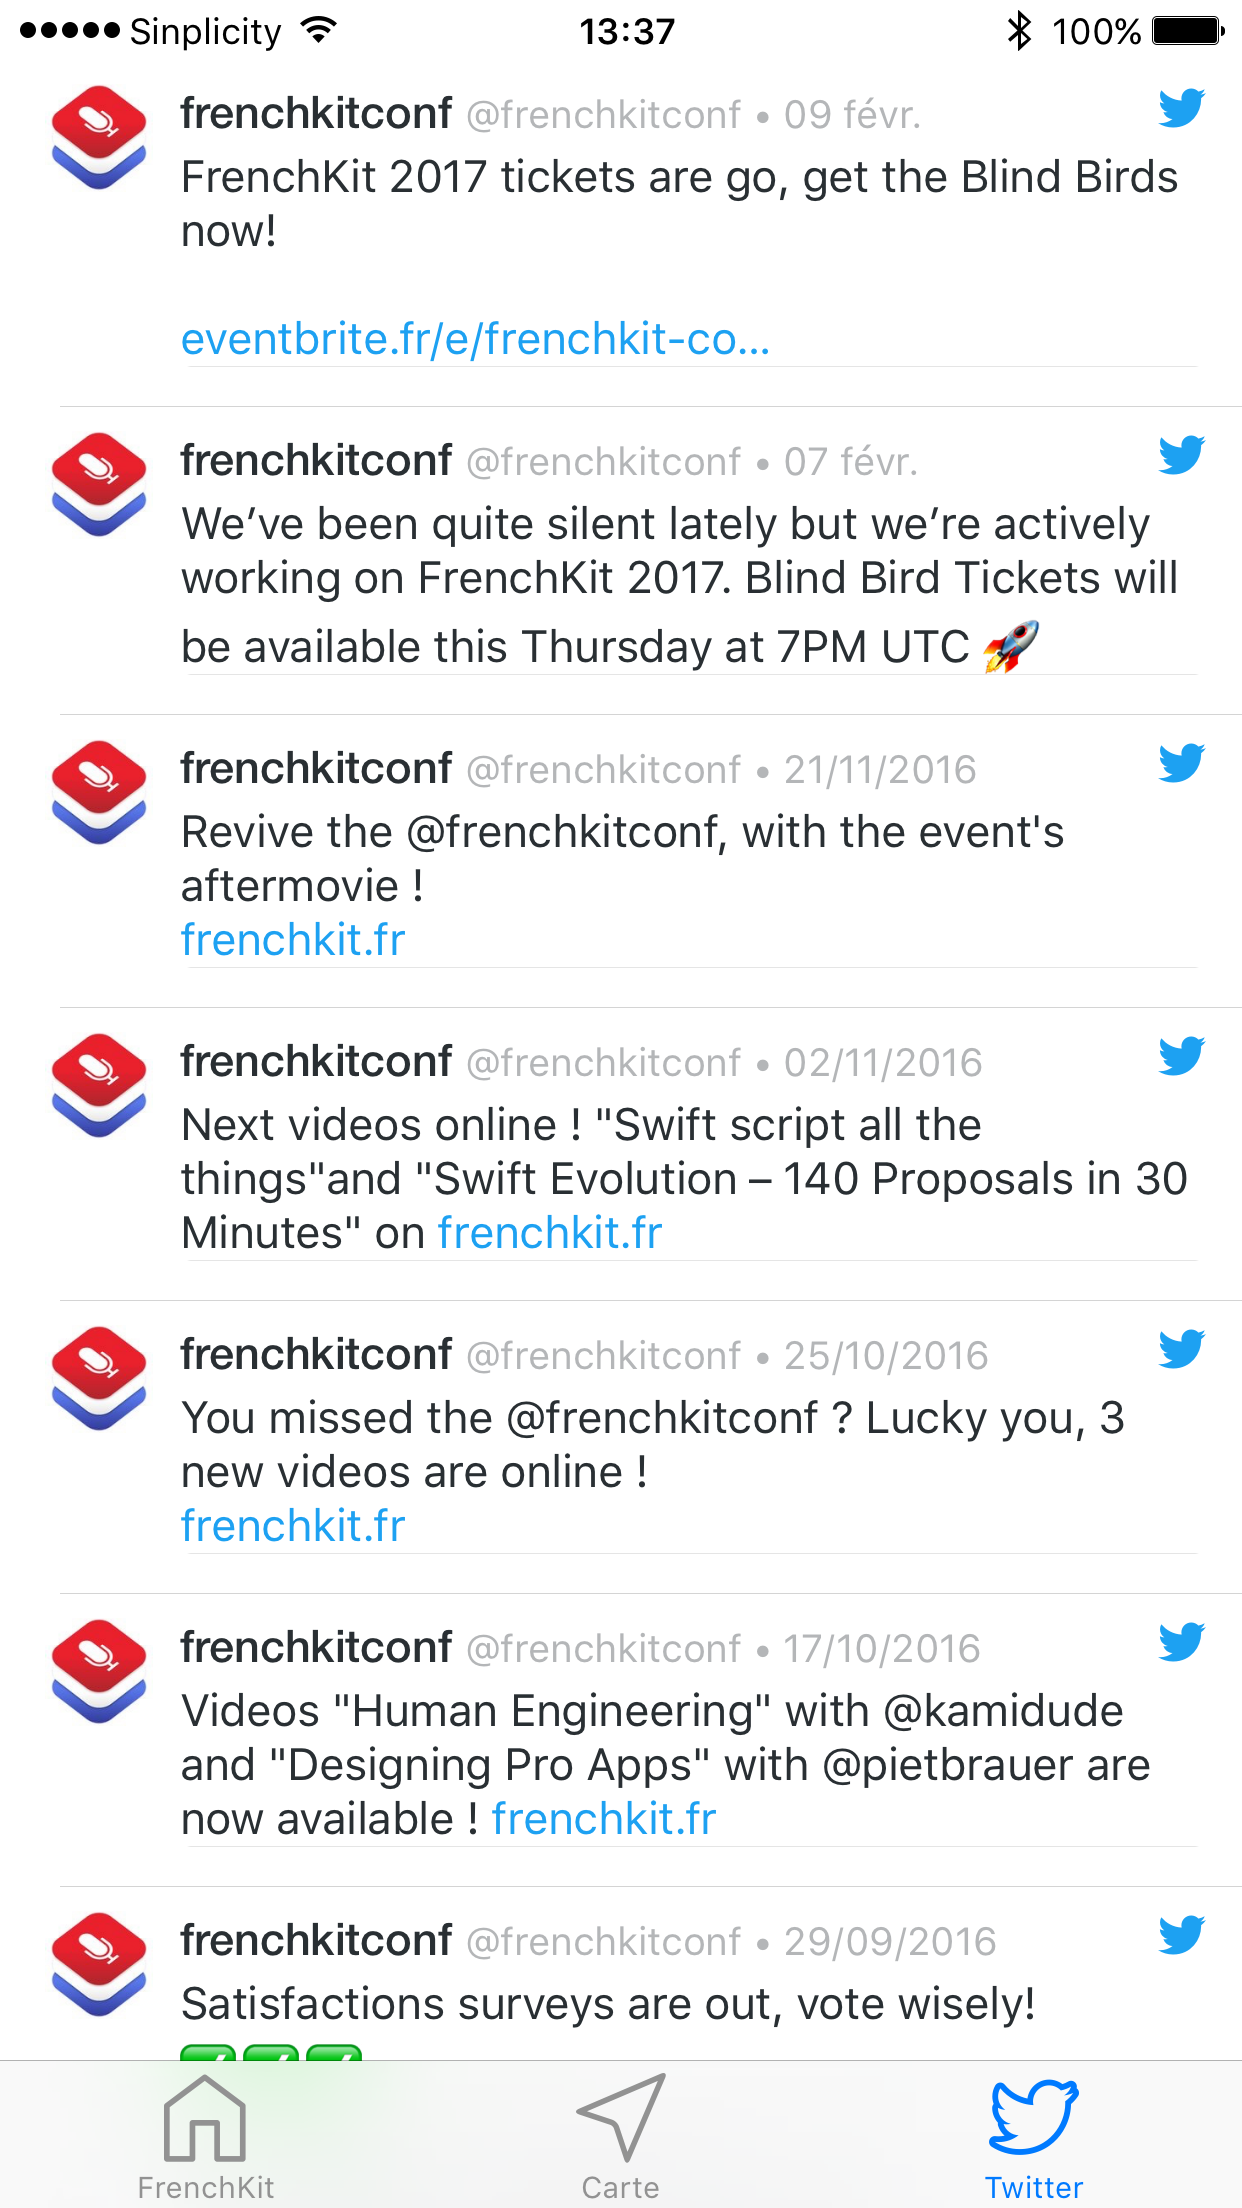 Sinplicity 13:37 100%
frenchkitconf @frenchkitconf • 09 févr.
FrenchKit 2017 tickets are go, get the Blind Birds
now!
eventbrite.fr/e/frenchkit-co...
frenchkitconf @frenchkitconf • 07 févr.
We’ve been quite silent lately but we’re actively
working on FrenchKit 2017. Blind Bird Tickets will
be available this Thursday at 7PM UTC 🚀
frenchkitconf @frenchkitconf • 21/11/2016
Revive the @frenchkitconf, with the event's
aftermovie !
frenchkit.fr
frenchkitconf @frenchkitconf • 02/11/2016
Next videos online ! "Swift script all the
things"and "Swift Evolution – 140 Proposals in 30
Minutes" on frenchkit.fr
frenchkitconf @frenchkitconf • 25/10/2016
You missed the @frenchkitconf ? Lucky you, 3
new videos are online !
frenchkit.fr
frenchkitconf @frenchkitconf • 17/10/2016
Videos "Human Engineering" with @kamidude
and "Designing Pro Apps" with @pietbrauer are
now available ! frenchkit.fr
frenchkitconf @frenchkitconf • 29/09/2016
Satisfactions surveys are out, vote wisely!
✅✅✅
FrenchKit Carte Twitter